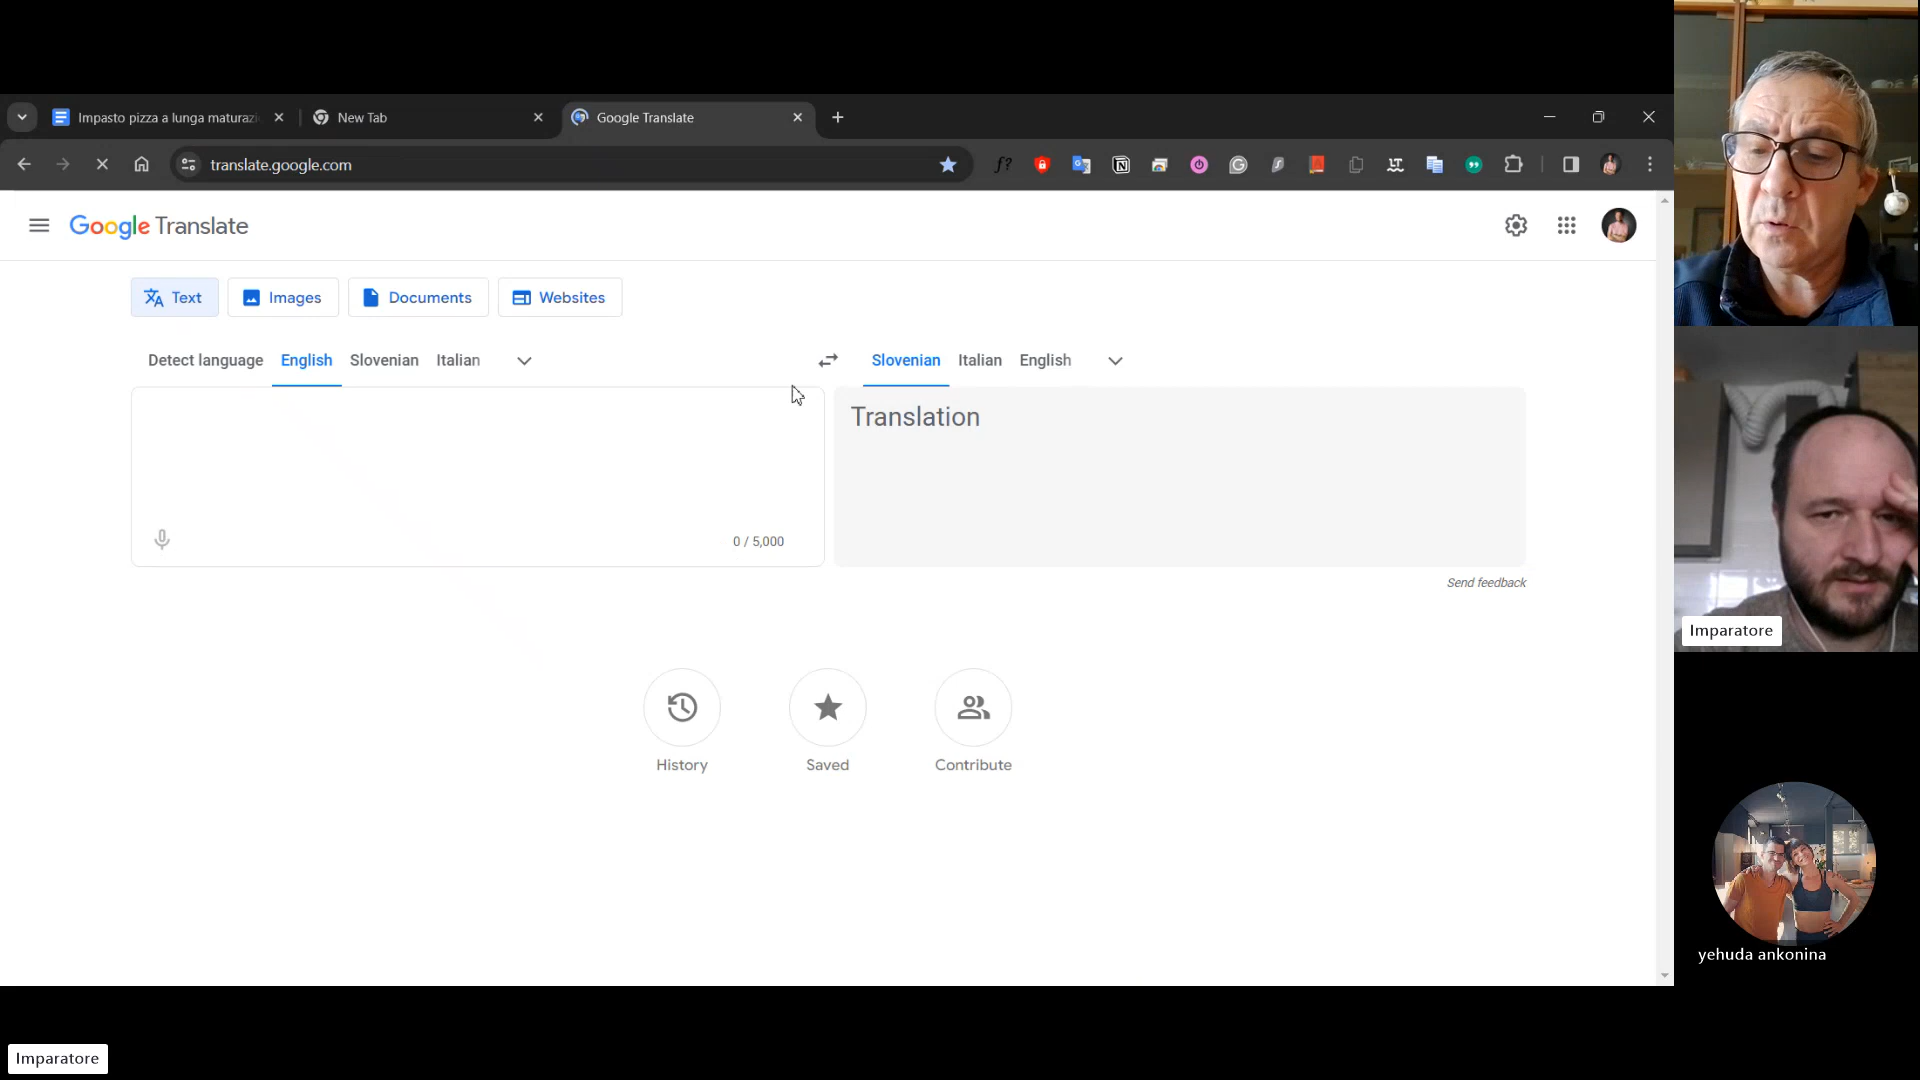 Impasto pizza a lunga maturazi
New Tab
Google Translate
translate.google.com
Google Translate
Text
Images
Documents
Websites
Detect language
English
Slovenian
Italian
Slovenian
Italian
English
Translation
0 / 5,000
Send feedback
History
Saved
Contribute
Imparatore
yehuda ankonina
Imparatore